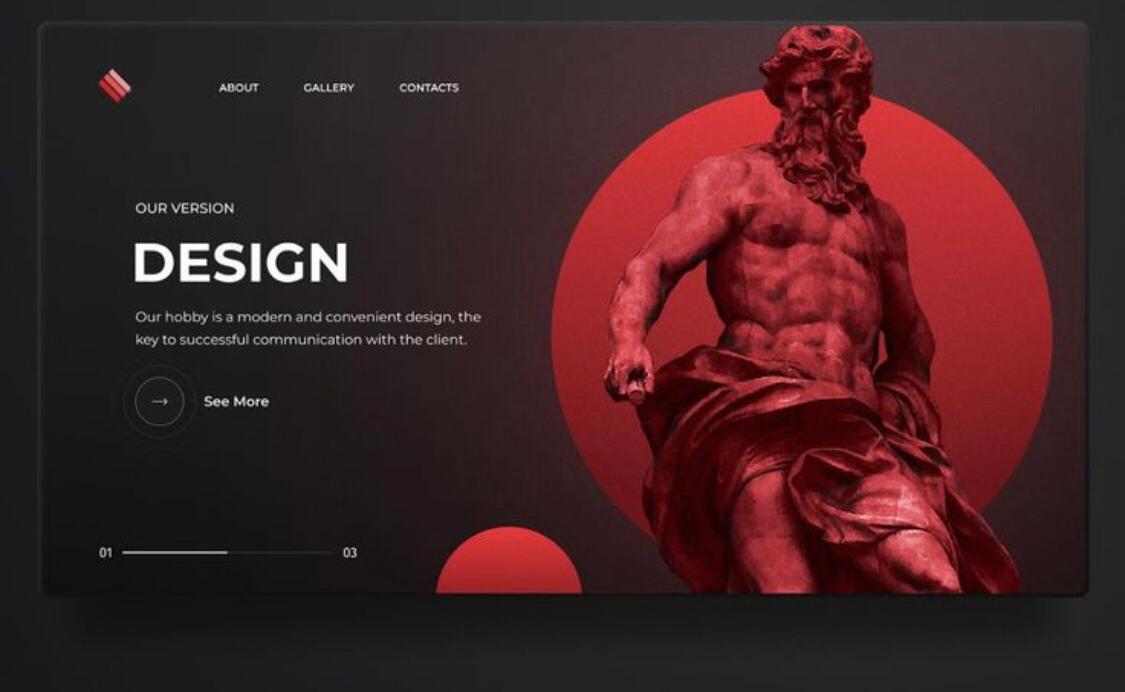 ABOUT GALLERY CONTACTS
OUR VERSION
DESIGN
Our hobby is a modern and convenient design, the
key to successful communication with the client.
See More
01 03